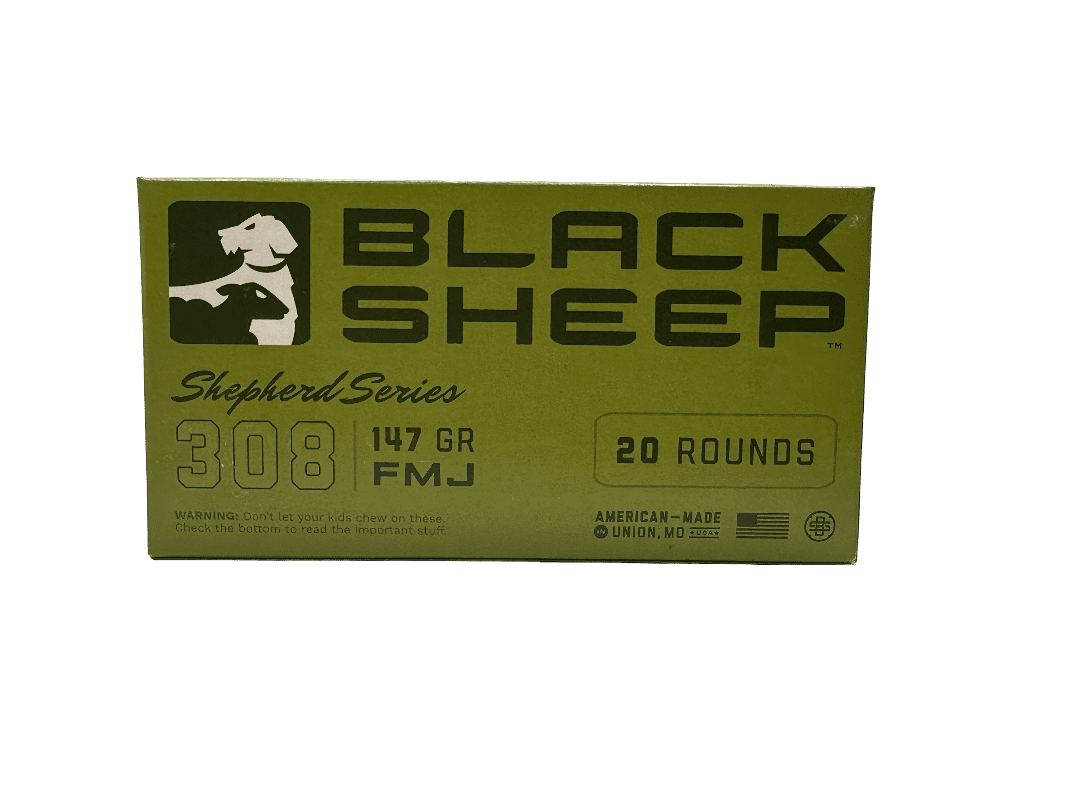 BLACK
SHEEP
TM
Shepherd Series
308
147 GR
FMJ
20 ROUNDS
WARNING: Don't let your kids chew on these.
Check the bottom to read the important stuff.
AMERICAN-MADE
UNION, MO ★USA★